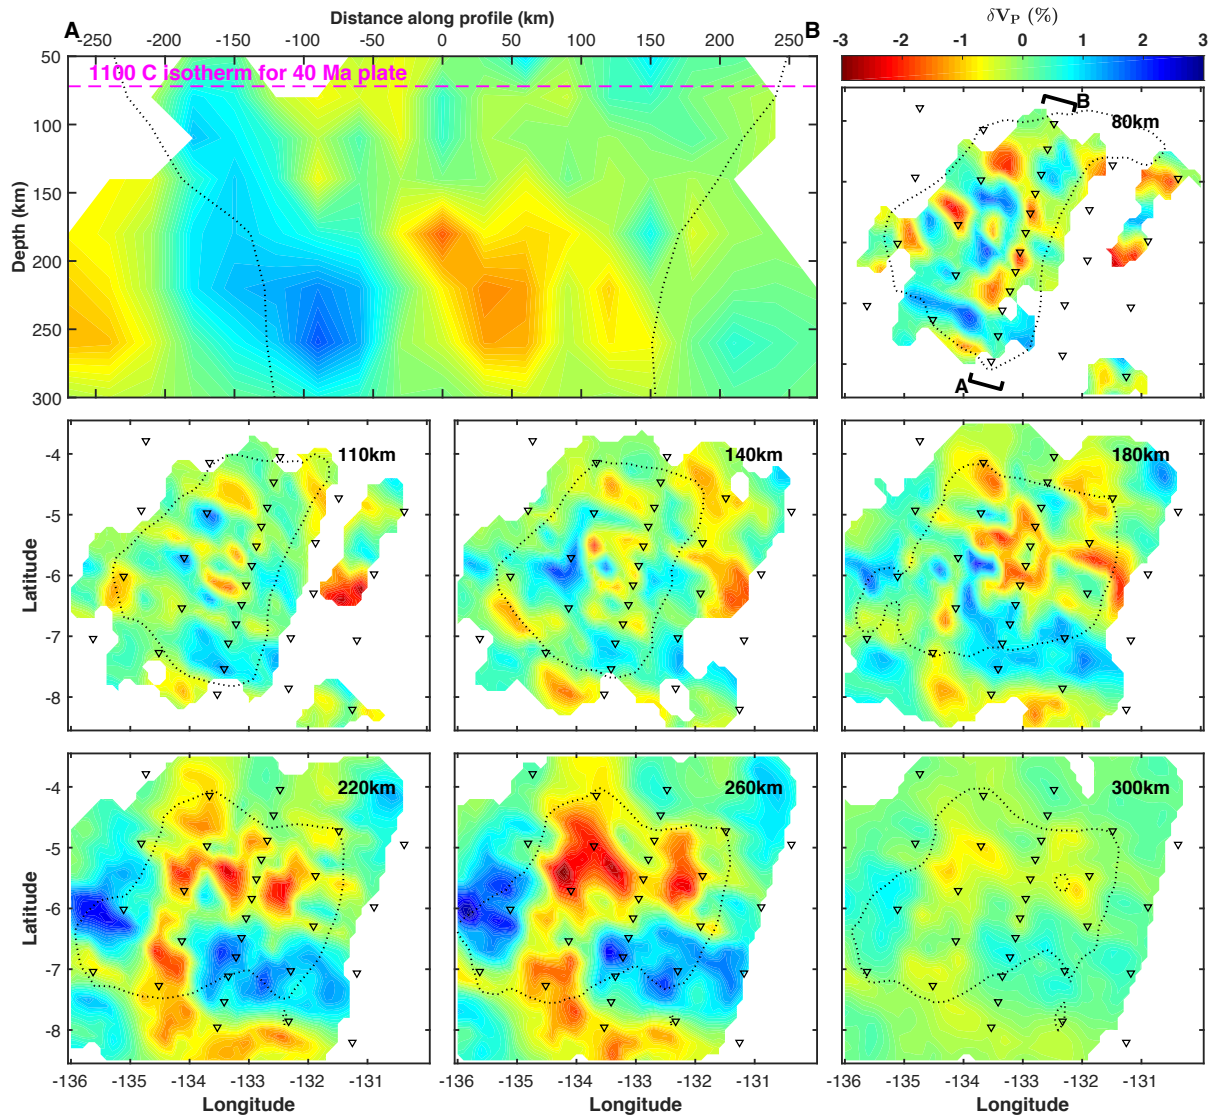 Distance along profile (km)
A
B
-250 -200 -150 -100 -50 0 50 100 150 200 250
50
100
150
200
250
300
Depth (km)
1100 C isotherm for 40 Ma plate
δV_P (%)
-3 -2 -1 0 1 2 3
80km
B
A
110km
-4
-5
-6
-7
-8
Latitude
140km
180km
220km
-4
-5
-6
-7
-8
Latitude
-136 -135 -134 -133 -132 -131
Longitude
260km
-136 -135 -134 -133 -132 -131
Longitude
300km
-136 -135 -134 -133 -132 -131
Longitude